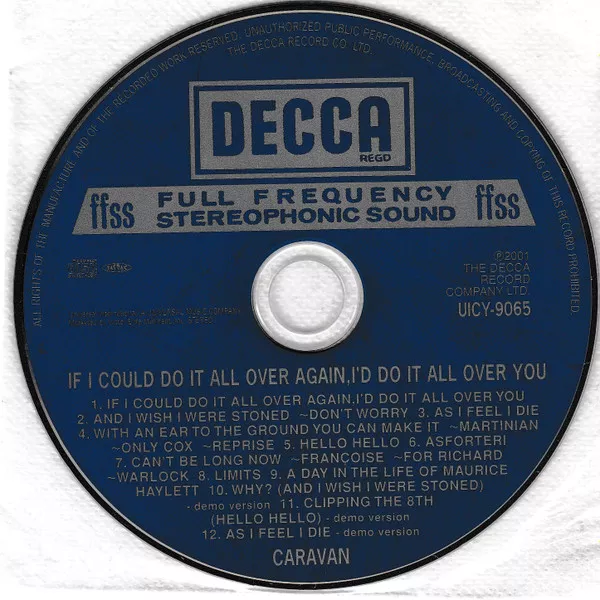 ALL RIGHTS OF THE MANUFACTURER AND OF THE RECORDED WORK RESERVED. UNAUTHORIZED PUBLIC PERFORMANCE, BROADCASTING AND COPYING OF THIS RECORD PROHIBITED.
THE DECCA RECORD CO. LTD.
DECCA
REGD
ffss FULL FREQUENCY STEREOPHONIC SOUND ffss
℗2001
THE DECCA
RECORD
COMPANY LTD.
UICY-9065
IF I COULD DO IT ALL OVER AGAIN,I'D DO IT ALL OVER YOU
1. IF I COULD DO IT ALL OVER AGAIN,I'D DO IT ALL OVER YOU
2. AND I WISH I WERE STONED ~DON'T WORRY 3. AS I FEEL I DIE
4. WITH AN EAR TO THE GROUND YOU CAN MAKE IT ~MARTINIAN
~ONLY COX ~REPRISE 5. HELLO HELLO 6. ASFORTERI
7. CAN'T BE LONG NOW ~FRANÇOISE ~FOR RICHARD
~WARLOCK 8. LIMITS 9. A DAY IN THE LIFE OF MAURICE
HAYLETT 10. WHY? (AND I WISH I WERE STONED)
- demo version 11. CLIPPING THE 8TH
(HELLO HELLO) - demo version
12. AS I FEEL I DIE - demo version
CARAVAN